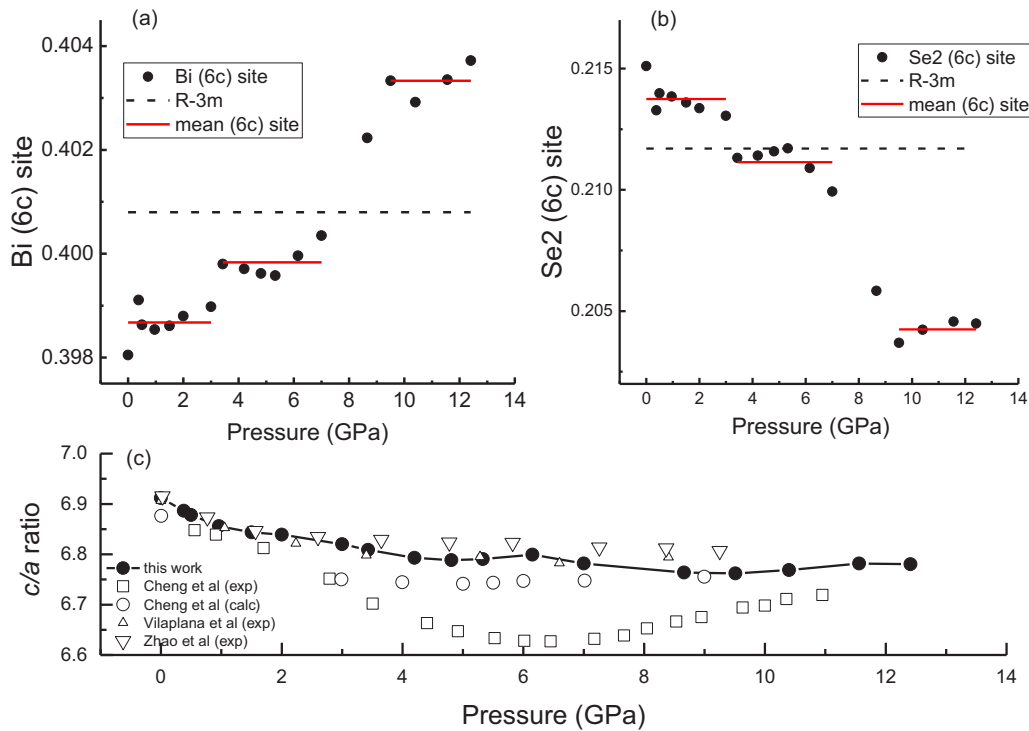 (a)
0.404
0.402
0.400
0.398
Bi (6c) site
Bi (6c) site
R-3m
mean (6c) site
0 2 4 6 8 10 12 14
Pressure (GPa)
(b)
0.215
0.210
0.205
Se2 (6c) site
Se2 (6c) site
R-3m
mean (6c) site
0 2 4 6 8 10 12 14
Pressure (GPa)
(c)
7.0
6.9
6.8
6.7
6.6
c/a ratio
this work
Cheng et al (exp)
Cheng et al (calc)
Vilaplana et al (exp)
Zhao et al (exp)
0 2 4 6 8 10 12 14
Pressure (GPa)